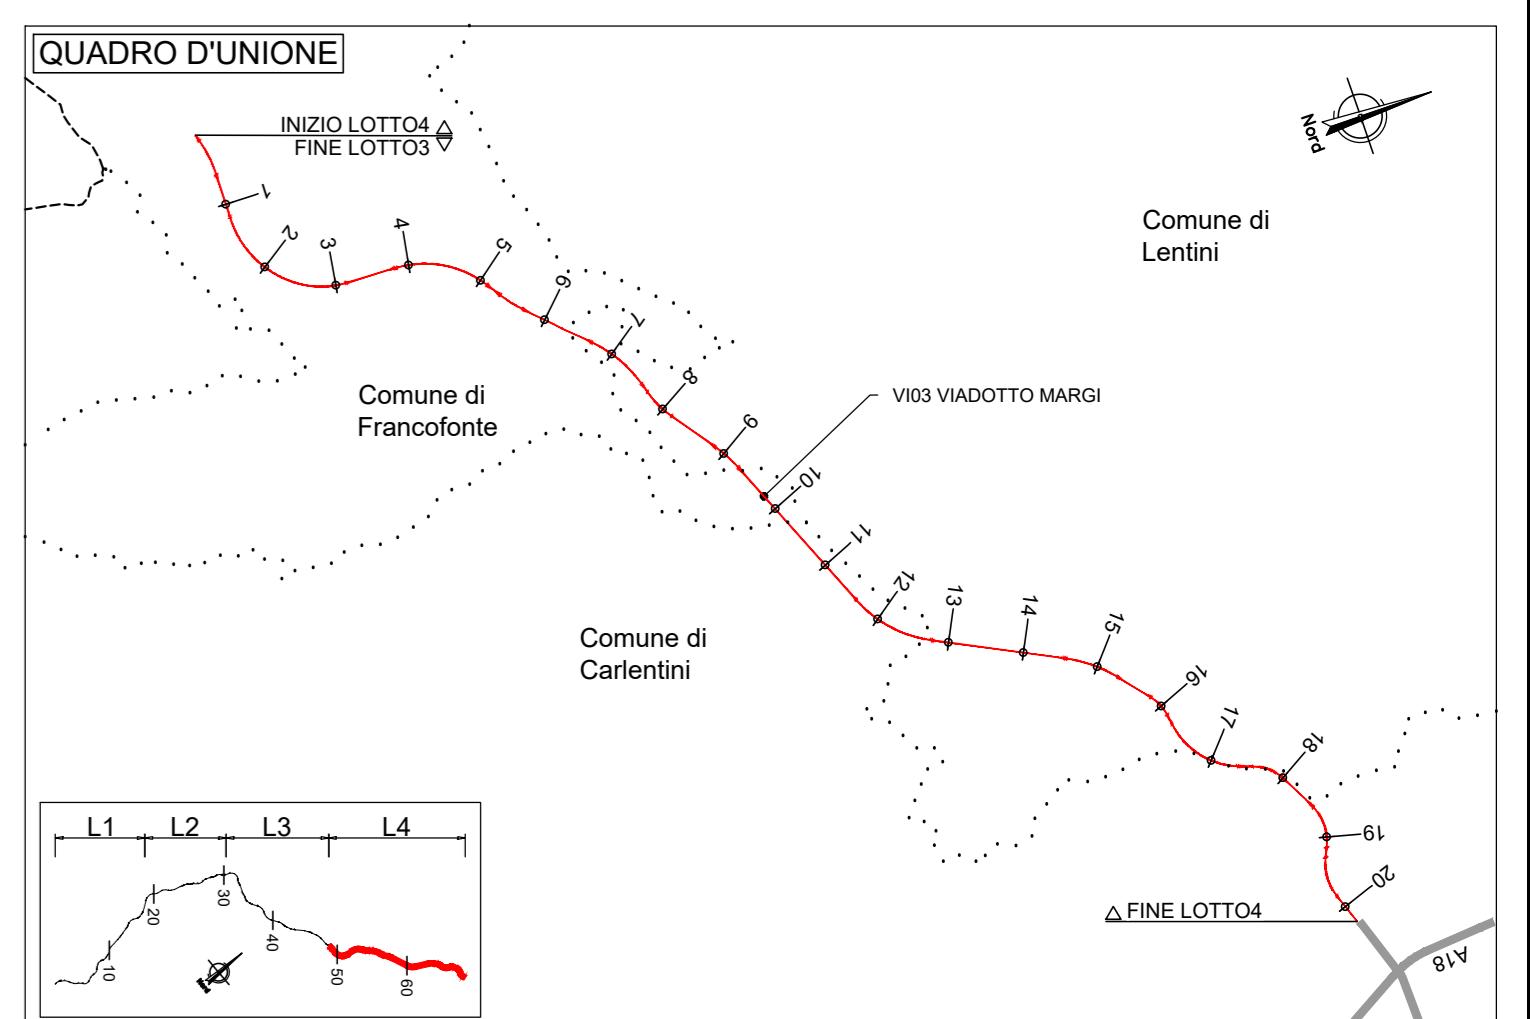 QUADRO D'UNIONE
INIZIO LOTTO4
FINE LOTTO3
Nord
Comune di
Lentini
1
2
3
4
5
6
7
8
9
10
11
12
13
14
15
16
17
18
19
20
Comune di
Francofonte
VI03 VIADOTTO MARGI
Comune di
Carlentini
FINE LOTTO4
A18
L1
L2
L3
L4
10
20
30
40
50
60